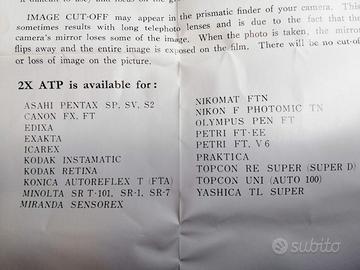 IMAGE CUT-OFF may appear in the prismatic finder of your camera. This
sometimes results with long telephoto lenses and is due to the fact that the
camera's mirror loses some of the image. When the photo is taken, the mirror
flips away and the entire image is exposed on the film. There will be no cut-off
or loss of image on the picture.
2X ATP is available for:
ASAHI PENTAX SP, SV, S2
CANON FX, FT
EDIXA
EXAKTA
ICAREX
KODAK INSTAMATIC
KODAK RETINA
KONICA AUTOREFLEX T (FTA)
MINOLTA SRT-101, SR-1, SR-7
MIRANDA SENSOREX
NIKOMAT FTN
NIKON F PHOTOMIC TN
OLYMPUS PEN FT
PETRI FT-EE
PETRI FT, V6
PRAKTICA
TOPCON RE SUPER (SUPER D)
TOPCON UNI (AUTO 100)
YASHICA TL SUPER
subito